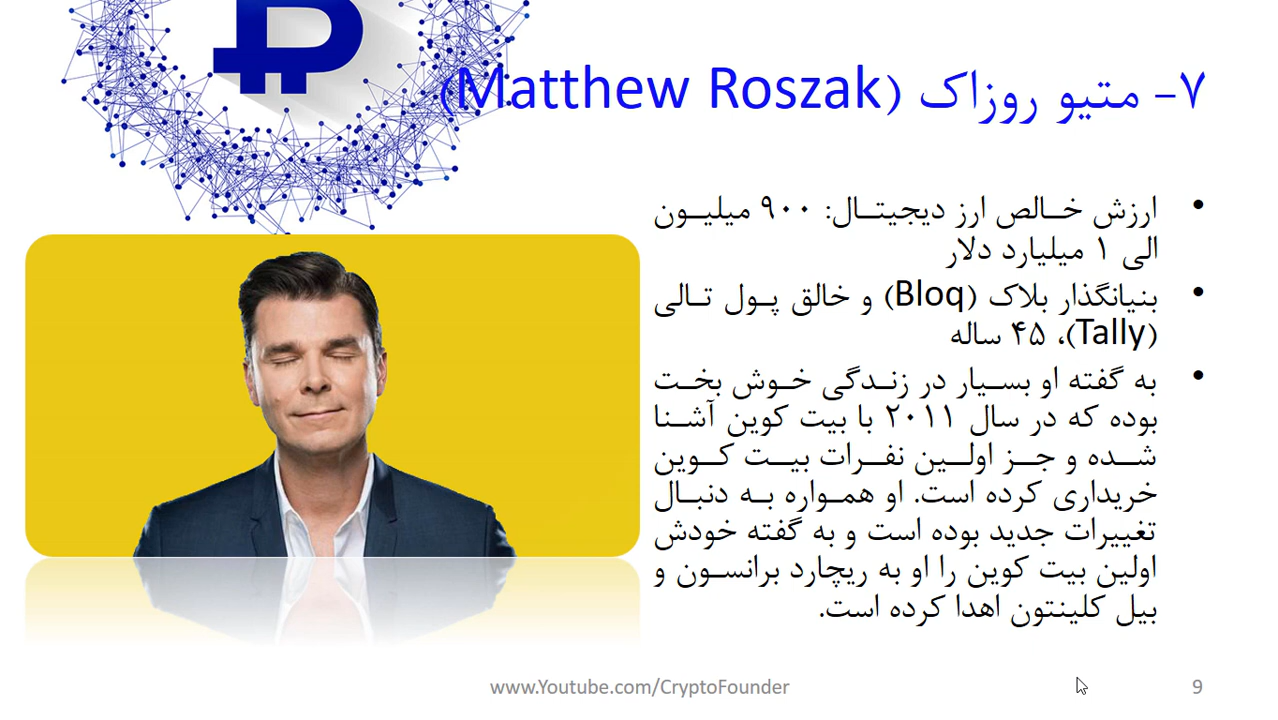 ۷- متیو روزاک (Matthew Roszak)
• ارزش خالص ارز دیجیتال: ۹۰۰ میلیون
الی ۱ میلیارد دلار
• بنیانگذار بلاک (Bloq) و خالق پول تالی
(Tally)، ۴۵ ساله
• به گفته او بسیار در زندگی خوش بخت
بوده که در سال ۲۰۱۱ با بیت کوین آشنا
شده و جز اولین نفرات بیت کوین
خریداری کرده است. او همواره به دنبال
تغییرات جدید بوده است و به گفته خودش
اولین بیت کوین را او به ریچارد برانسون و
بیل کلینتون اهدا کرده است.
www.Youtube.com/CryptoFounder
9